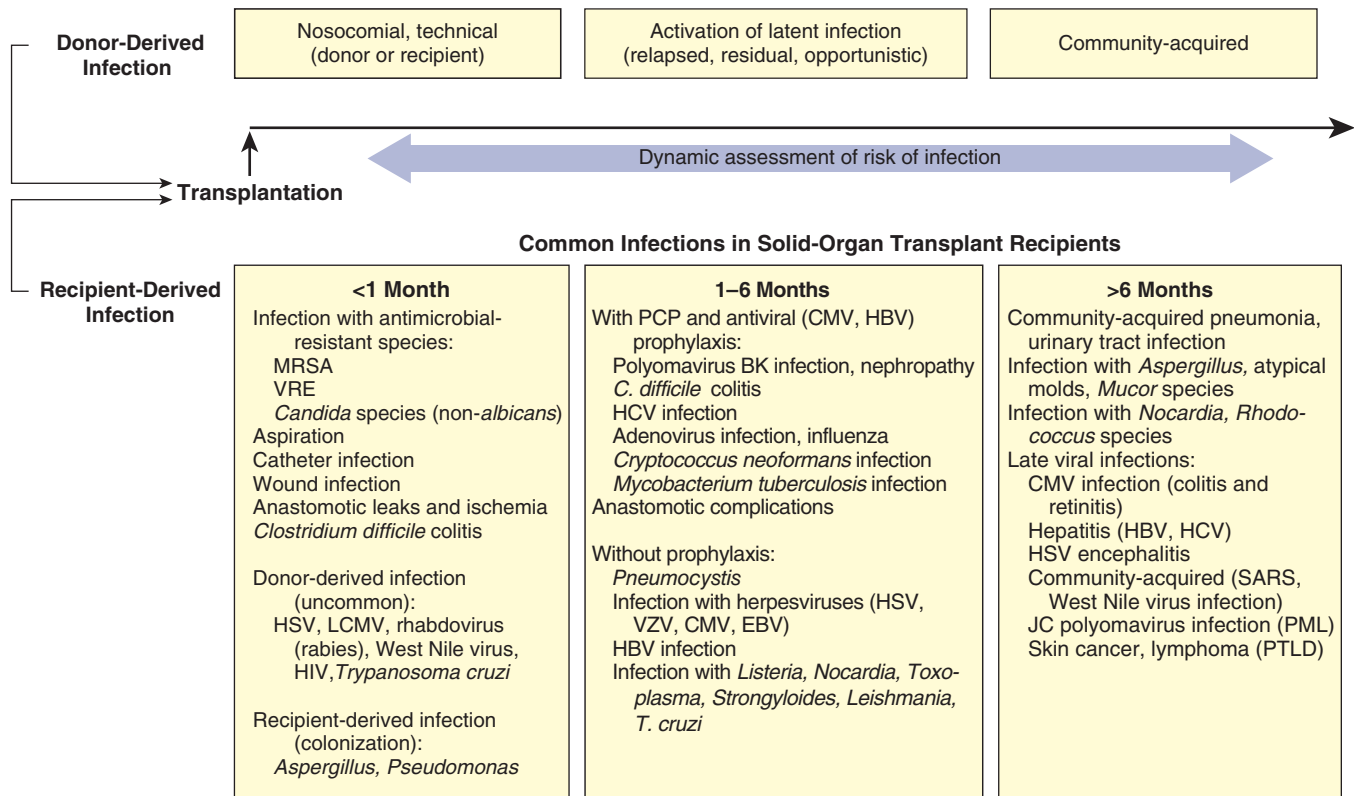 Donor-Derived
Infection
Nosocomial, technical
(donor or recipient)
Activation of latent infection
(relapsed, residual, opportunistic)
Community-acquired
Dynamic assessment of risk of infection
Transplantation
Common Infections in Solid-Organ Transplant Recipients
Recipient-Derived
Infection
<1 Month
Infection with antimicrobial-
resistant species:
MRSA
VRE
Candida species (non-albicans)
Aspiration
Catheter infection
Wound infection
Anastomotic leaks and ischemia
Clostridium difficile colitis
Donor-derived infection
(uncommon):
HSV, LCMV, rhabdovirus
(rabies), West Nile virus,
HIV,Trypanosoma cruzi
Recipient-derived infection
(colonization):
Aspergillus, Pseudomonas
1–6 Months
With PCP and antiviral (CMV, HBV)
prophylaxis:
Polyomavirus BK infection, nephropathy
C. difficile colitis
HCV infection
Adenovirus infection, influenza
Cryptococcus neoformans infection
Mycobacterium tuberculosis infection
Anastomotic complications
Without prophylaxis:
Pneumocystis
Infection with herpesviruses (HSV,
VZV, CMV, EBV)
HBV infection
Infection with Listeria, Nocardia, Toxo-
plasma, Strongyloides, Leishmania,
T. cruzi
>6 Months
Community-acquired pneumonia,
urinary tract infection
Infection with Aspergillus, atypical
molds, Mucor species
Infection with Nocardia, Rhodo-
coccus species
Late viral infections:
CMV infection (colitis and
retinitis)
Hepatitis (HBV, HCV)
HSV encephalitis
Community-acquired (SARS,
West Nile virus infection)
JC polyomavirus infection (PML)
Skin cancer, lymphoma (PTLD)